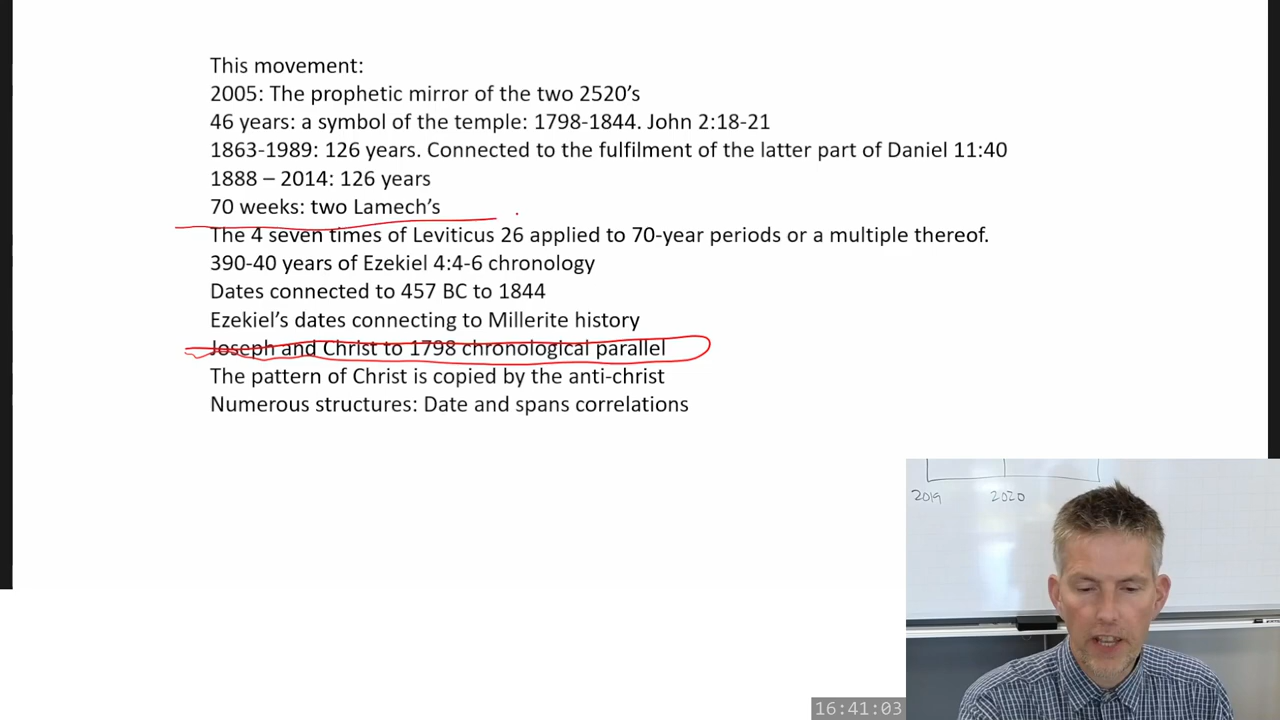 This movement:
2005: The prophetic mirror of the two 2520’s
46 years: a symbol of the temple: 1798-1844. John 2:18-21
1863-1989: 126 years. Connected to the fulfilment of the latter part of Daniel 11:40
1888 – 2014: 126 years
70 weeks: two Lamech’s
The 4 seven times of Leviticus 26 applied to 70-year periods or a multiple thereof.
390-40 years of Ezekiel 4:4-6 chronology
Dates connected to 457 BC to 1844
Ezekiel’s dates connecting to Millerite history
Joseph and Christ to 1798 chronological parallel
The pattern of Christ is copied by the anti-christ
Numerous structures: Date and spans correlations
2019 2020
16:41:03